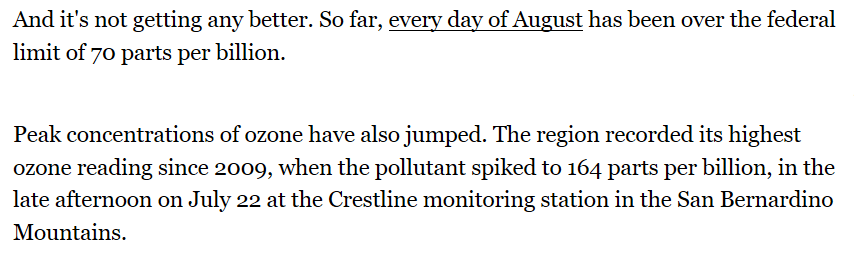 And it's not getting any better. So far, every day of August has been over the federal
limit of 70 parts per billion.
Peak concentrations of ozone have also jumped. The region recorded its highest
ozone reading since 2009, when the pollutant spiked to 164 parts per billion, in the
late afternoon on July 22 at the Crestline monitoring station in the San Bernardino
Mountains.